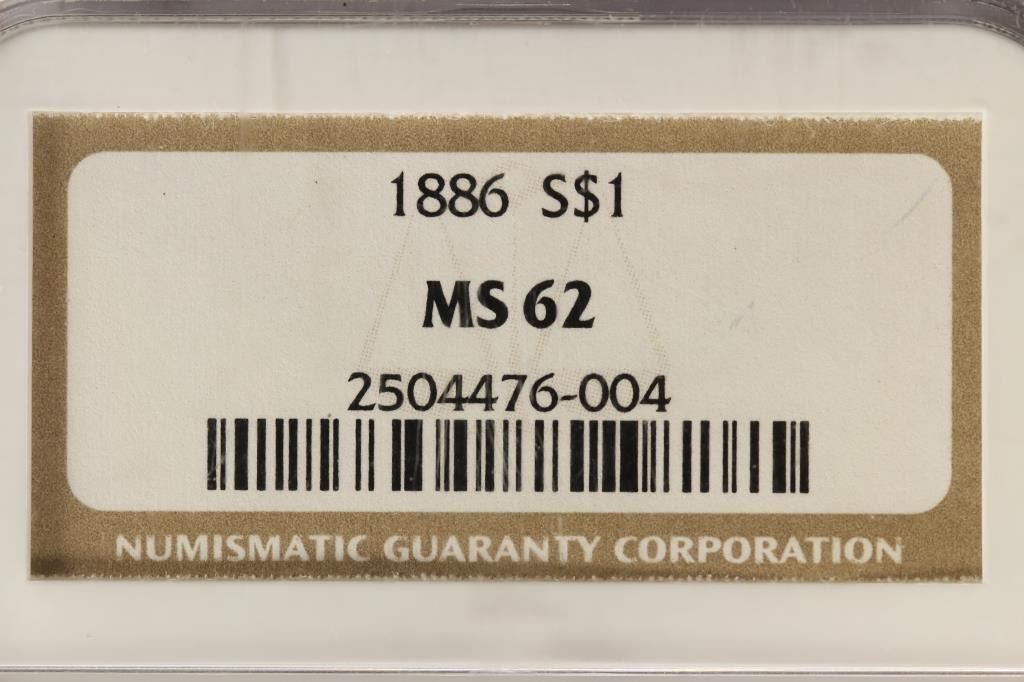 1886 S$1
MS 62
2504476-004
NUMISMATIC GUARANTY CORPORATION